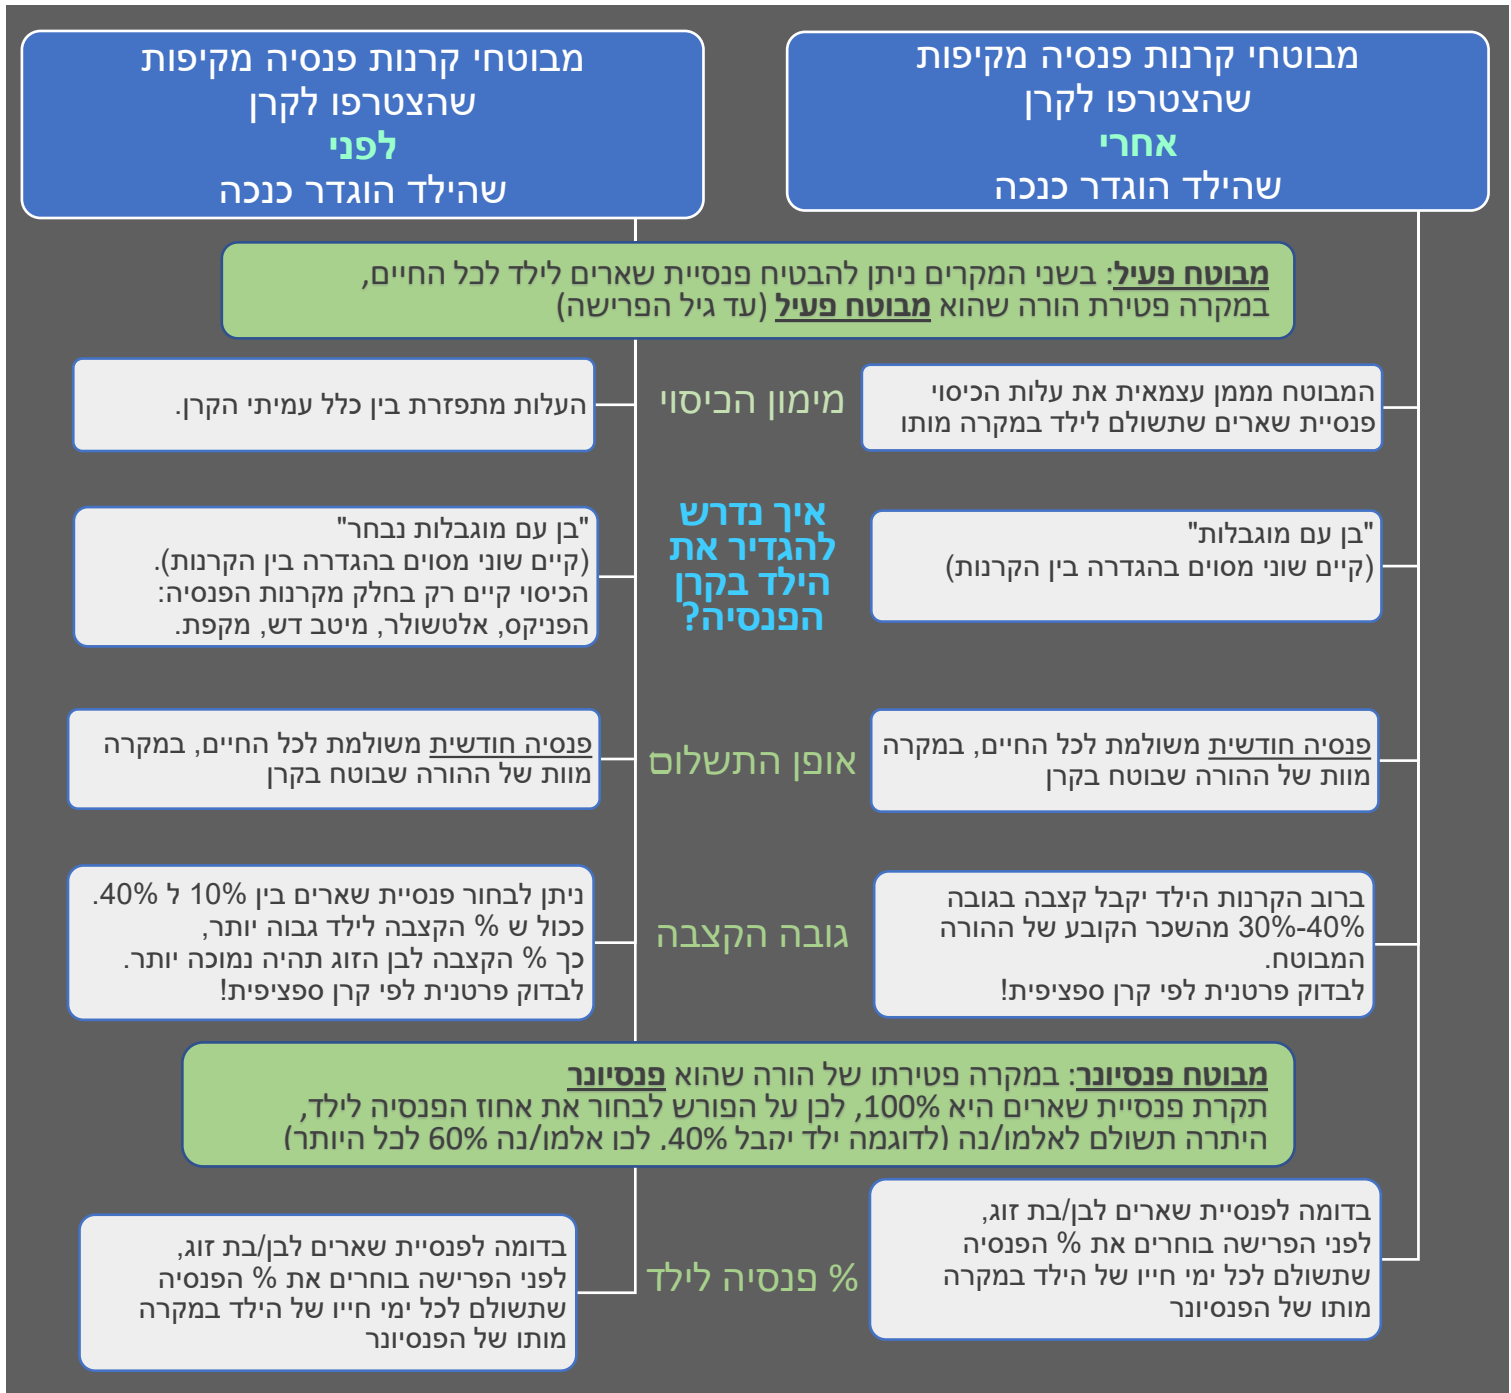 מבוטחי קרנות פנסיה מקיפות
שהצטרפו לקרן
אחרי
שהילד הוגדר כנכה
מבוטחי קרנות פנסיה מקיפות
שהצטרפו לקרן
לפני
שהילד הוגדר כנכה
מבוטח פעיל: בשני המקרים ניתן להבטיח פנסיית שארים לילד לכל החיים,
במקרה פטירת הורה שהוא מבוטח פעיל (עד גיל הפרישה)
המבוטח מממן עצמאית את עלות הכיסוי
פנסיית שארים שתשולם לילד במקרה מותו
מימון הכיסוי
העלות מתפזרת בין כלל עמיתי הקרן.
"בן עם מוגבלות"
(קיים שוני מסוים בהגדרה בין הקרנות)
איך נדרש
להגדיר את
הילד בקרן
הפנסיה?
"בן עם מוגבלות נבחר"
(קיים שוני מסוים בהגדרה בין הקרנות).
הכיסוי קיים רק בחלק מקרנות הפנסיה:
הפניקס, אלטשולר, מיטב דש, מקפת.
פנסיה חודשית משולמת לכל החיים, במקרה
מוות של ההורה שבוטח בקרן
אופן התשלום
פנסיה חודשית משולמת לכל החיים, במקרה
מוות של ההורה שבוטח בקרן
ברוב הקרנות הילד יקבל קצבה בגובה
30%-40% מהשכר הקובע של ההורה
המבוטח.
לבדוק פרטנית לפי קרן ספציפית!
גובה הקצבה
ניתן לבחור פנסיית שארים בין 10% ל 40%.
ככול ש % הקצבה לילד גבוה יותר,
כך % הקצבה לבן הזוג תהיה נמוכה יותר.
לבדוק פרטנית לפי קרן ספציפית!
מבוטח פנסיונר: במקרה פטירתו של הורה שהוא פנסיונר
תקרת פנסיית שארים היא 100%, לכן על הפורש לבחור את אחוז הפנסיה לילד,
היתרה תשולם לאלמן/נה (לדוגמה ילד יקבל 40%. לכן אלמן/נה 60% לכל היותר)
בדומה לפנסיית שארים לבן/בת זוג,
לפני הפרישה בוחרים את % הפנסיה
שתשולם לכל ימי חייו של הילד במקרה
מותו של הפנסיונר
% פנסיה לילד
בדומה לפנסיית שארים לבן/בת זוג,
לפני הפרישה בוחרים את % הפנסיה
שתשולם לכל ימי חייו של הילד במקרה
מותו של הפנסיונר